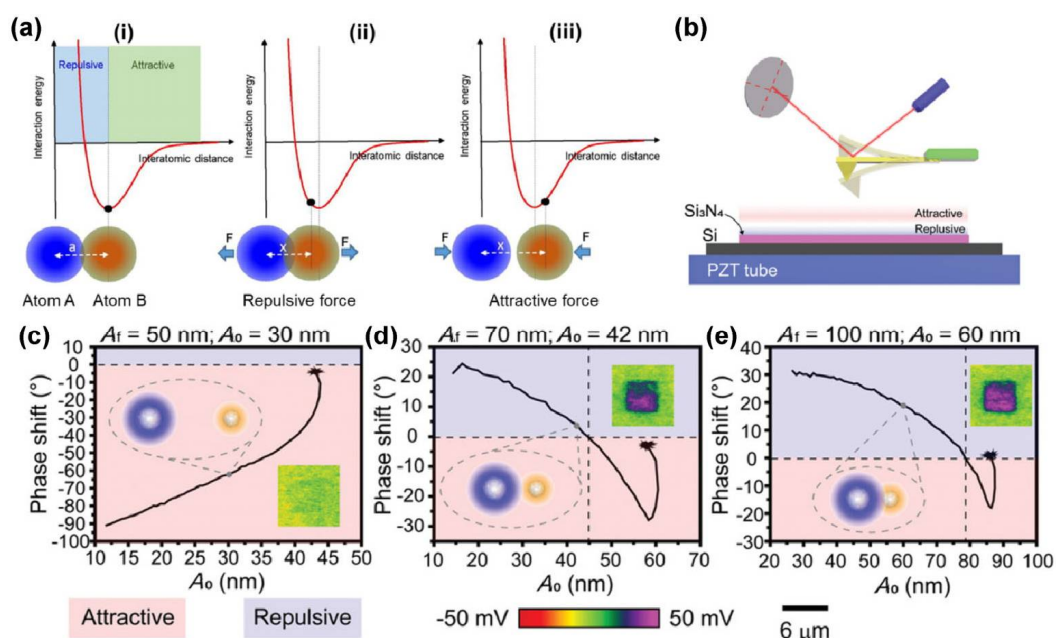 (a)
(i)
(ii)
(iii)
(b)
Repulsive
Attractive
Interaction energy
Interatomic distance
Interaction energy
Interatomic distance
Interaction energy
Interatomic distance
a
F
X
F
F
X
F
Atom A
Atom B
Repulsive force
Attractive force
Si₃N₄
Si
Attractive
Replusive
PZT tube
(c)
Af = 50 nm; A₀ = 30 nm
Phase shift (°)
10
0
-10
-20
-30
-40
-50
-60
-70
-80
-90
-100
10 15 20 25 30 35 40 45 50
A₀ (nm)
(d)
Af = 70 nm; A₀ = 42 nm
Phase shift (°)
30
20
10
0
-10
-20
-30
10 20 30 40 50 60 70
A₀ (nm)
(e)
Af = 100 nm; A₀ = 60 nm
Phase shift (°)
40
30
20
10
0
-10
-20
-30
20 30 40 50 60 70 80 90 100
A₀ (nm)
Attractive
Repulsive
-50 mV
50 mV
6 μm